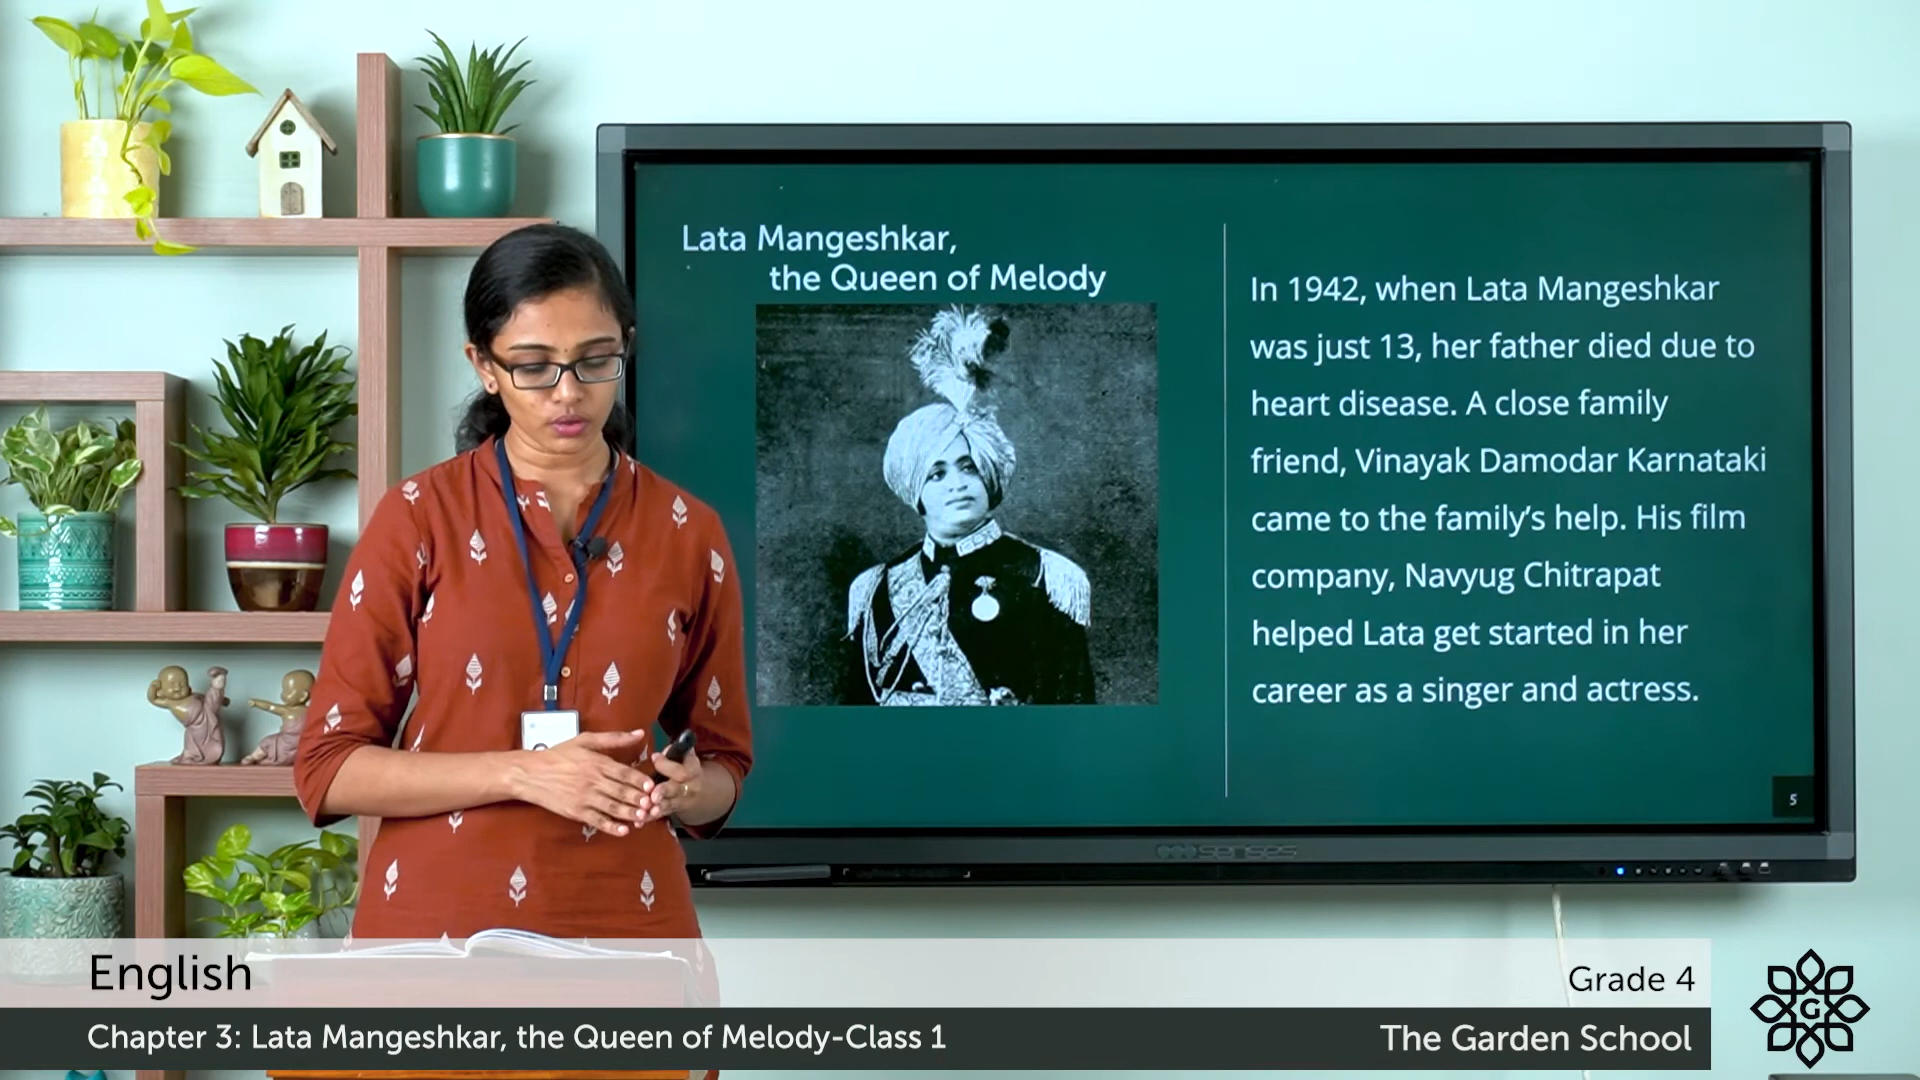 Lata Mangeshkar,
the Queen of Melody
In 1942, when Lata Mangeshkar
was just 13, her father died due to
heart disease. A close family
friend, Vinayak Damodar Karnataki
came to the family's help. His film
company, Navyug Chitrapat
helped Lata get started in her
career as a singer and actress.
5
senses
English
Grade 4
Chapter 3: Lata Mangeshkar, the Queen of Melody-Class 1
The Garden School
G